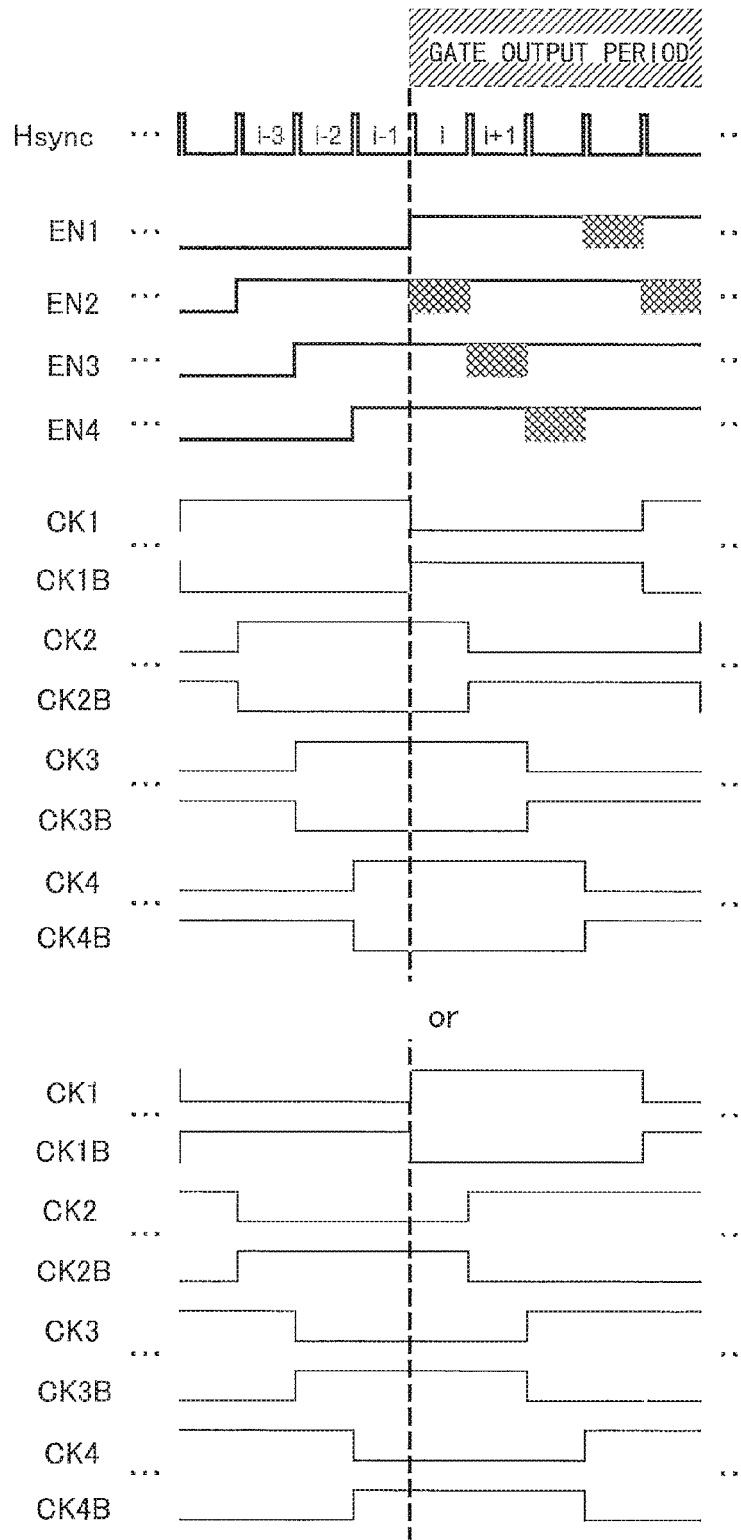 GATE OUTPUT PERIOD
Hsync ... i-3 i-2 i-1 i i+1 ..
EN1 ... ..
EN2 ... ..
EN3 ... ..
EN4 ... ..
CK1
... ..
CK1B
CK2
... ..
CK2B
CK3
... ..
CK3B
CK4
... ..
CK4B
or
CK1
... ..
CK1B
CK2
... ..
CK2B
CK3
... ..
CK3B
CK4
... ..
CK4B